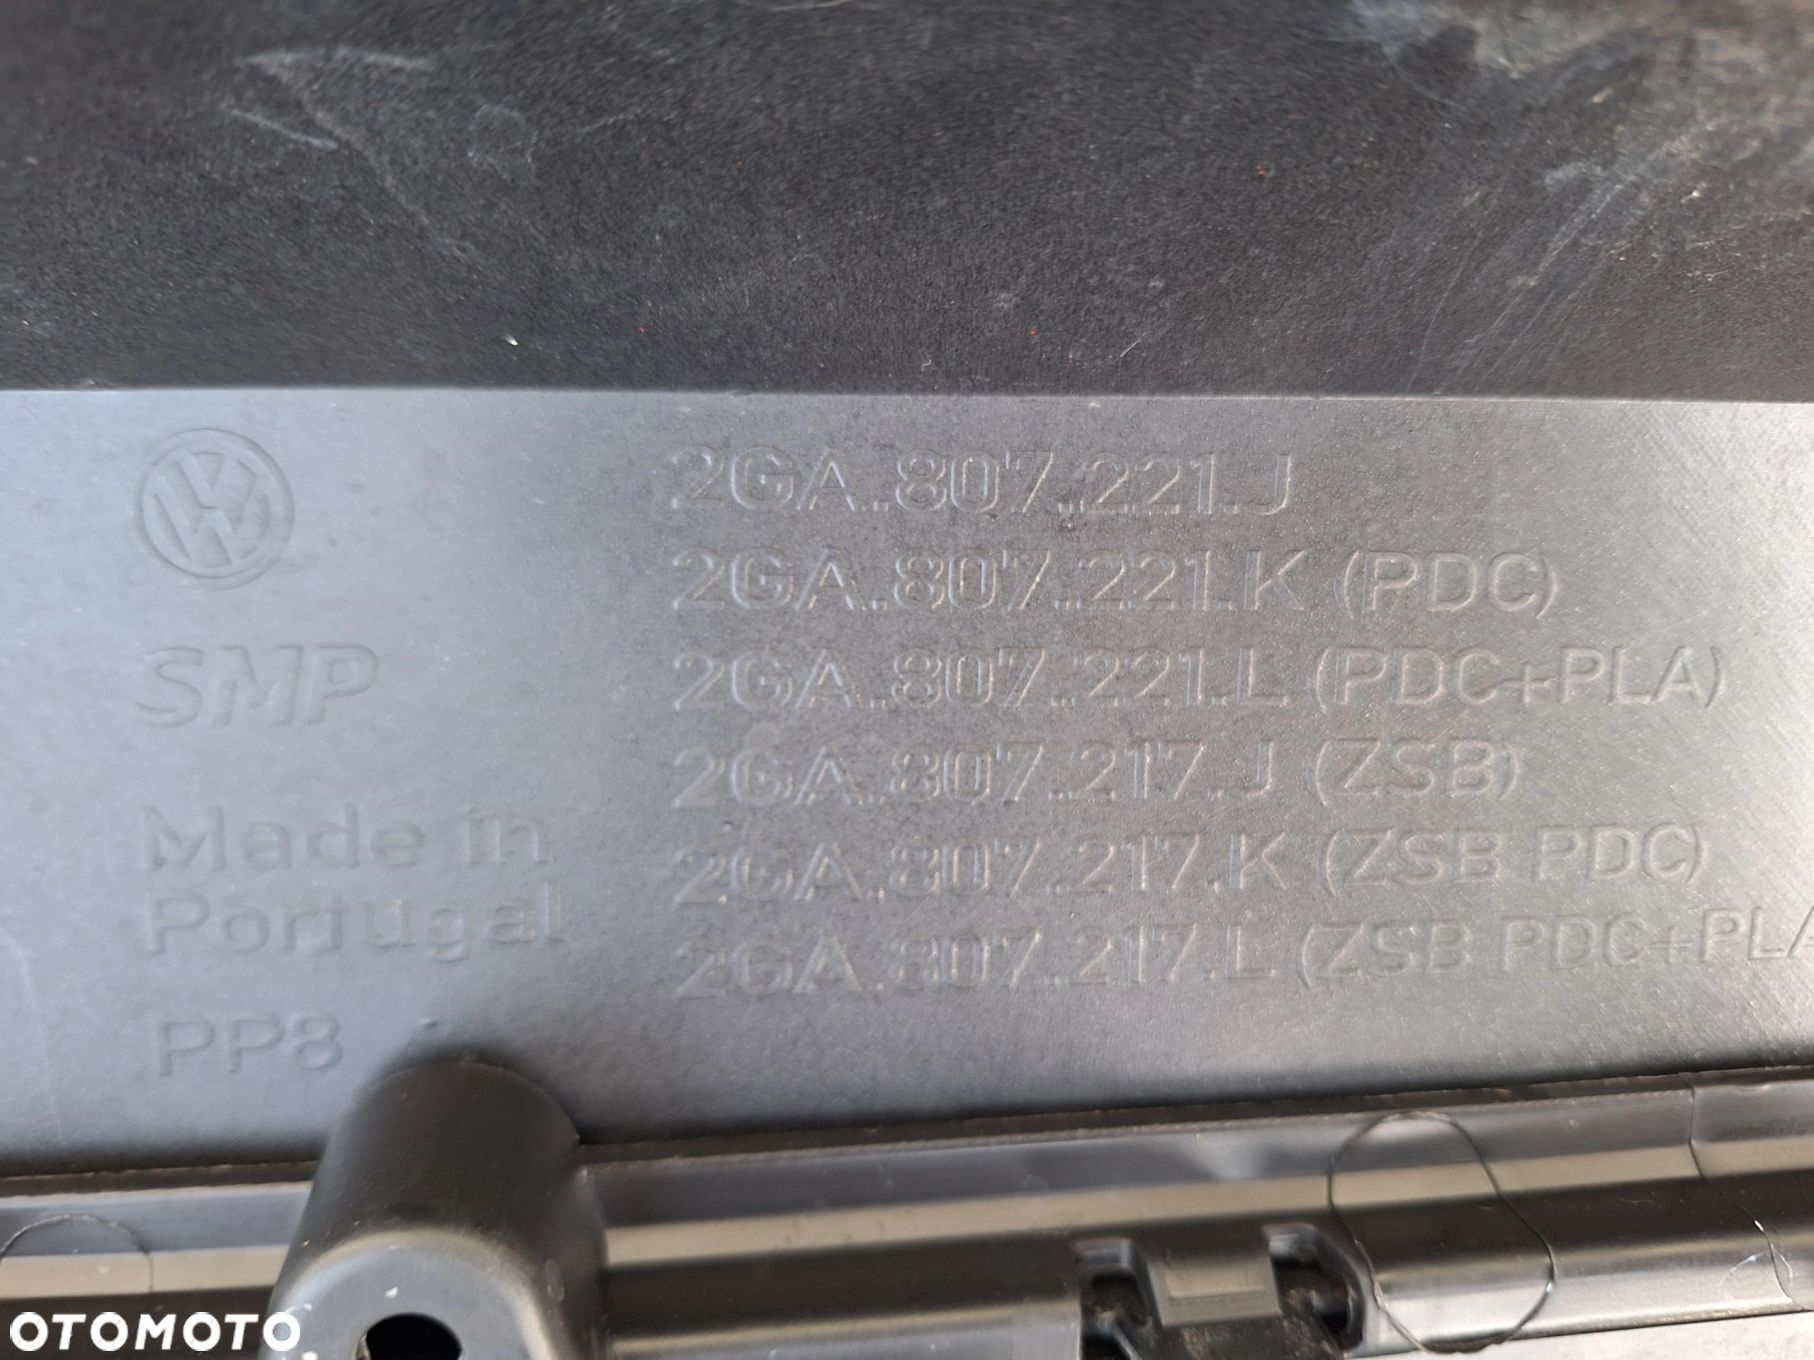 2GA.807.221.J
2GA.807.221.K (PDC)
2GA.807.221.L (PDC+PLA)
2GA.807.217.J (ZSB)
2GA.807.217.K (ZSB PDC)
2GA.807.217.L (ZSB PDC+PLA
SMP
Made in
Portugal
PP8
OTOMOTO